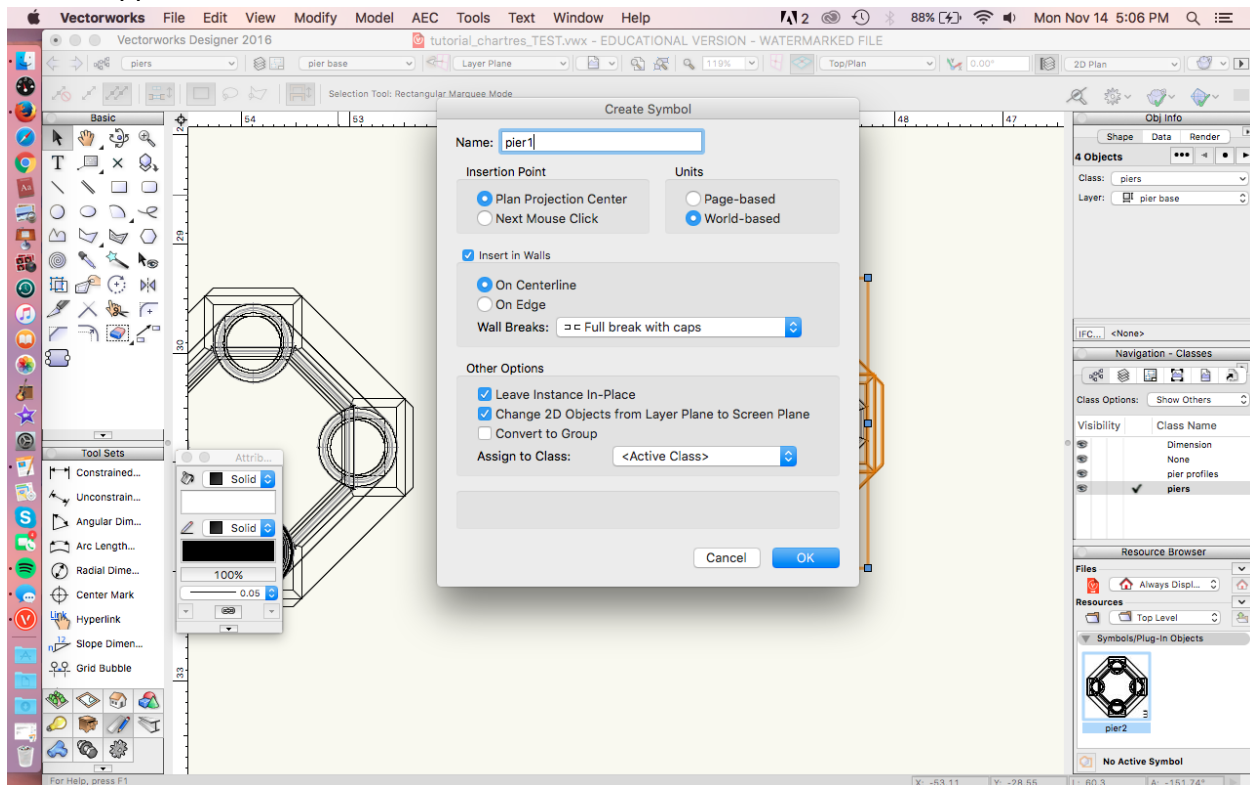 Vectorworks File Edit View Modify Model AEC Tools Text Window Help 2 88% Mon Nov 14 5:06 PM
Vectorworks Designer 2016 tutorial_chartres_TEST.vwx - EDUCATIONAL VERSION - WATERMARKED FILE
piers pier base Layer Plane 119% Top/Plan 0.00° 2D Plan
Selection Tool: Rectangular Marquee Mode
Basic
54 53 48 47
29
30
33
Create Symbol
Name: pier1
Insertion Point Units
Plan Projection Center Page-based
Next Mouse Click World-based
Insert in Walls
On Centerline
On Edge
Wall Breaks: Full break with caps
Other Options
Leave Instance In-Place
Change 2D Objects from Layer Plane to Screen Plane
Convert to Group
Assign to Class: <Active Class>
Cancel OK
Obj Info
Shape Data Render
4 Objects
Class: piers
Layer: pier base
IFC... <None>
Navigation - Classes
Class Options: Show Others
Visibility Class Name
Dimension
None
pier profiles
piers
Resource Browser
Files
Always Displ...
Resources
Top Level
Symbols/Plug-In Objects
pier2
No Active Symbol
Tool Sets
Constrained...
Unconstrain...
Angular Dim...
Arc Length...
Radial Dime...
Center Mark
Link Hyperlink
12 Slope Dimen...
Grid Bubble
Attrib...
Solid
Solid
100%
0.05
For Help, press F1 X: -53.11 Y: -28.55 L: 60.3 A: -151.74°